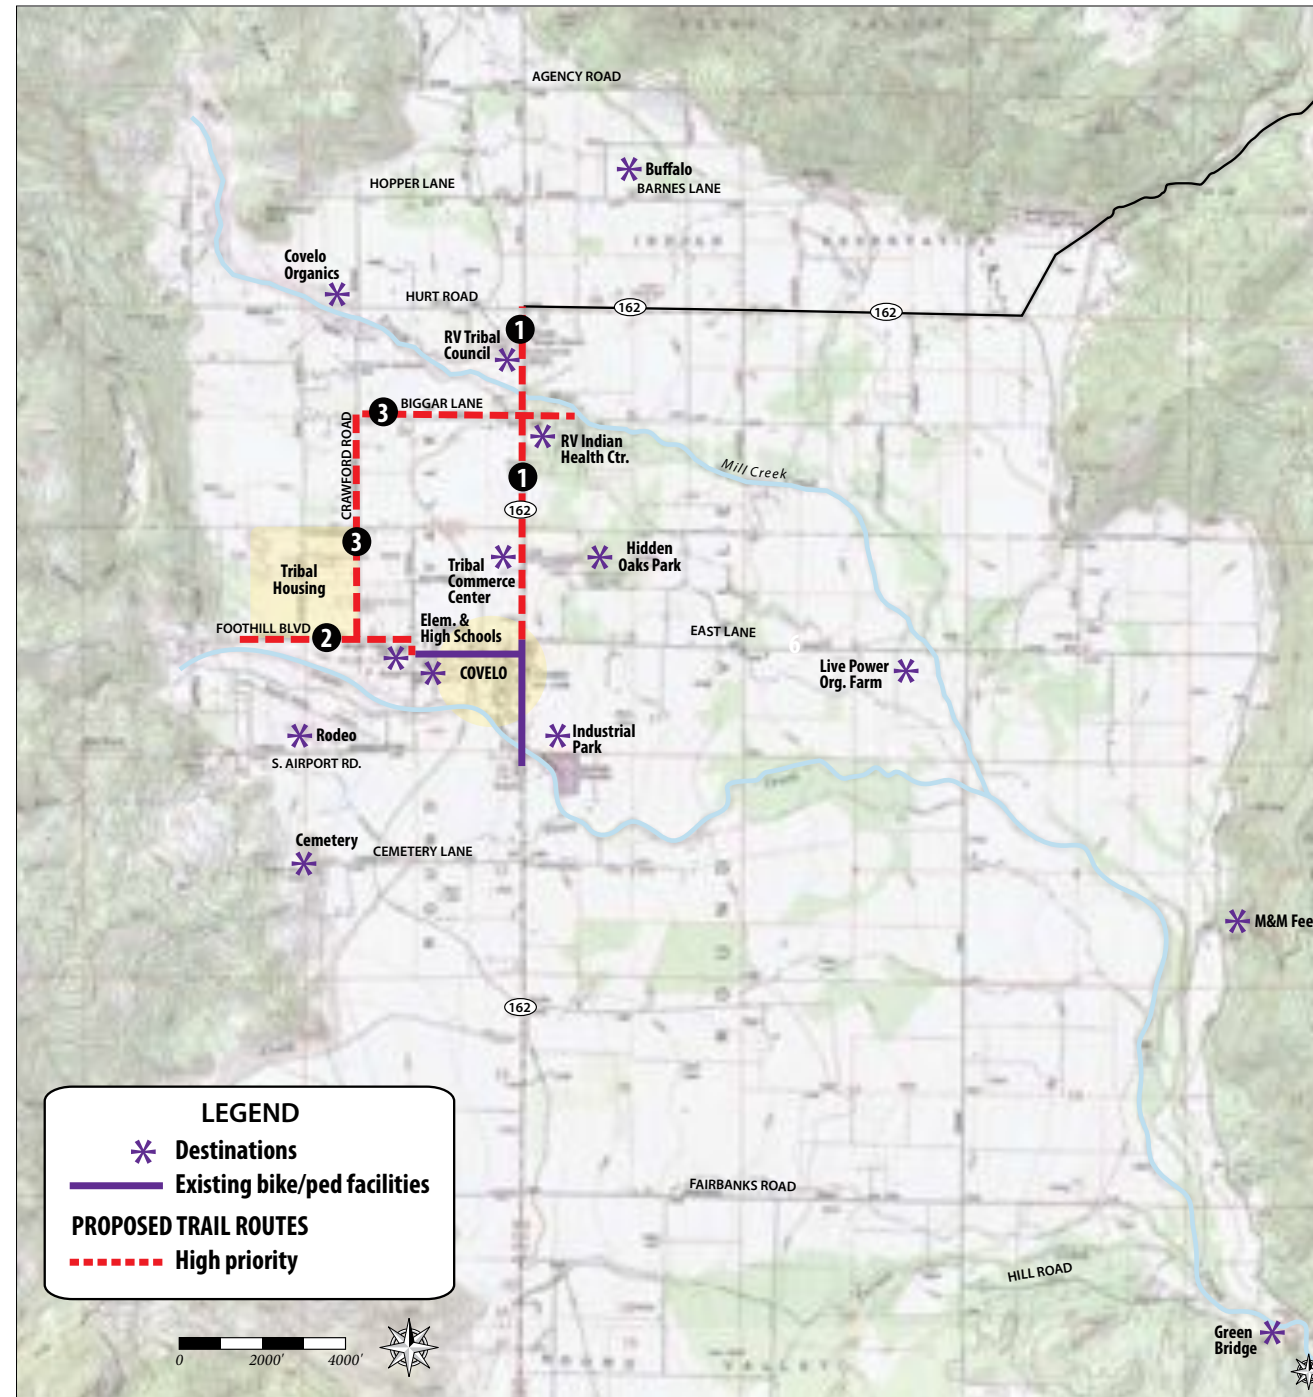 AGENCY ROAD
Buffalo
BARNES LANE
HOPPER LANE
Covelo
Organics
HURT ROAD
162
162
1
RV Tribal
Council
3
BIGGAR LANE
CRAWFORD ROAD
RV Indian
Health Ctr.
Mill Creek
1
162
3
Tribal
Housing
Tribal
Commerce
Center
Hidden
Oaks Park
FOOTHILL BLVD
2
Elem. &
High Schools
EAST LANE
6
COVELO
Live Power
Org. Farm
Rodeo
S. AIRPORT RD.
Industrial
Park
Cemetery
CEMETERY LANE
M&M Fee
162
FAIRBANKS ROAD
HILL ROAD
Green
Bridge
LEGEND
Destinations
Existing bike/ped facilities
PROPOSED TRAIL ROUTES
High priority
0 2000' 4000'
VALLEY